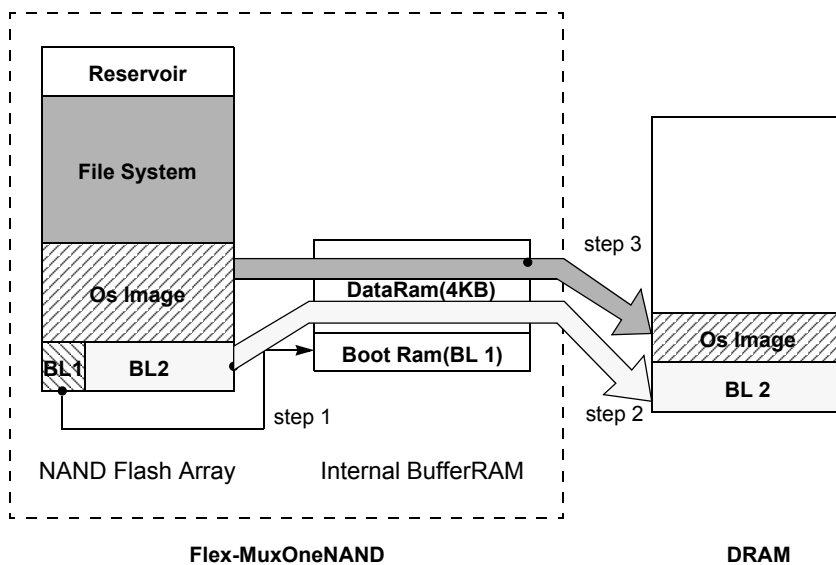 Reservoir
File System
step 3
DataRam(4KB)
Os Image
Os Image
Boot Ram(BL 1)
BL1
BL2
BL 2
step 1
step 2
NAND Flash Array
Internal BufferRAM
Flex-MuxOneNAND
DRAM